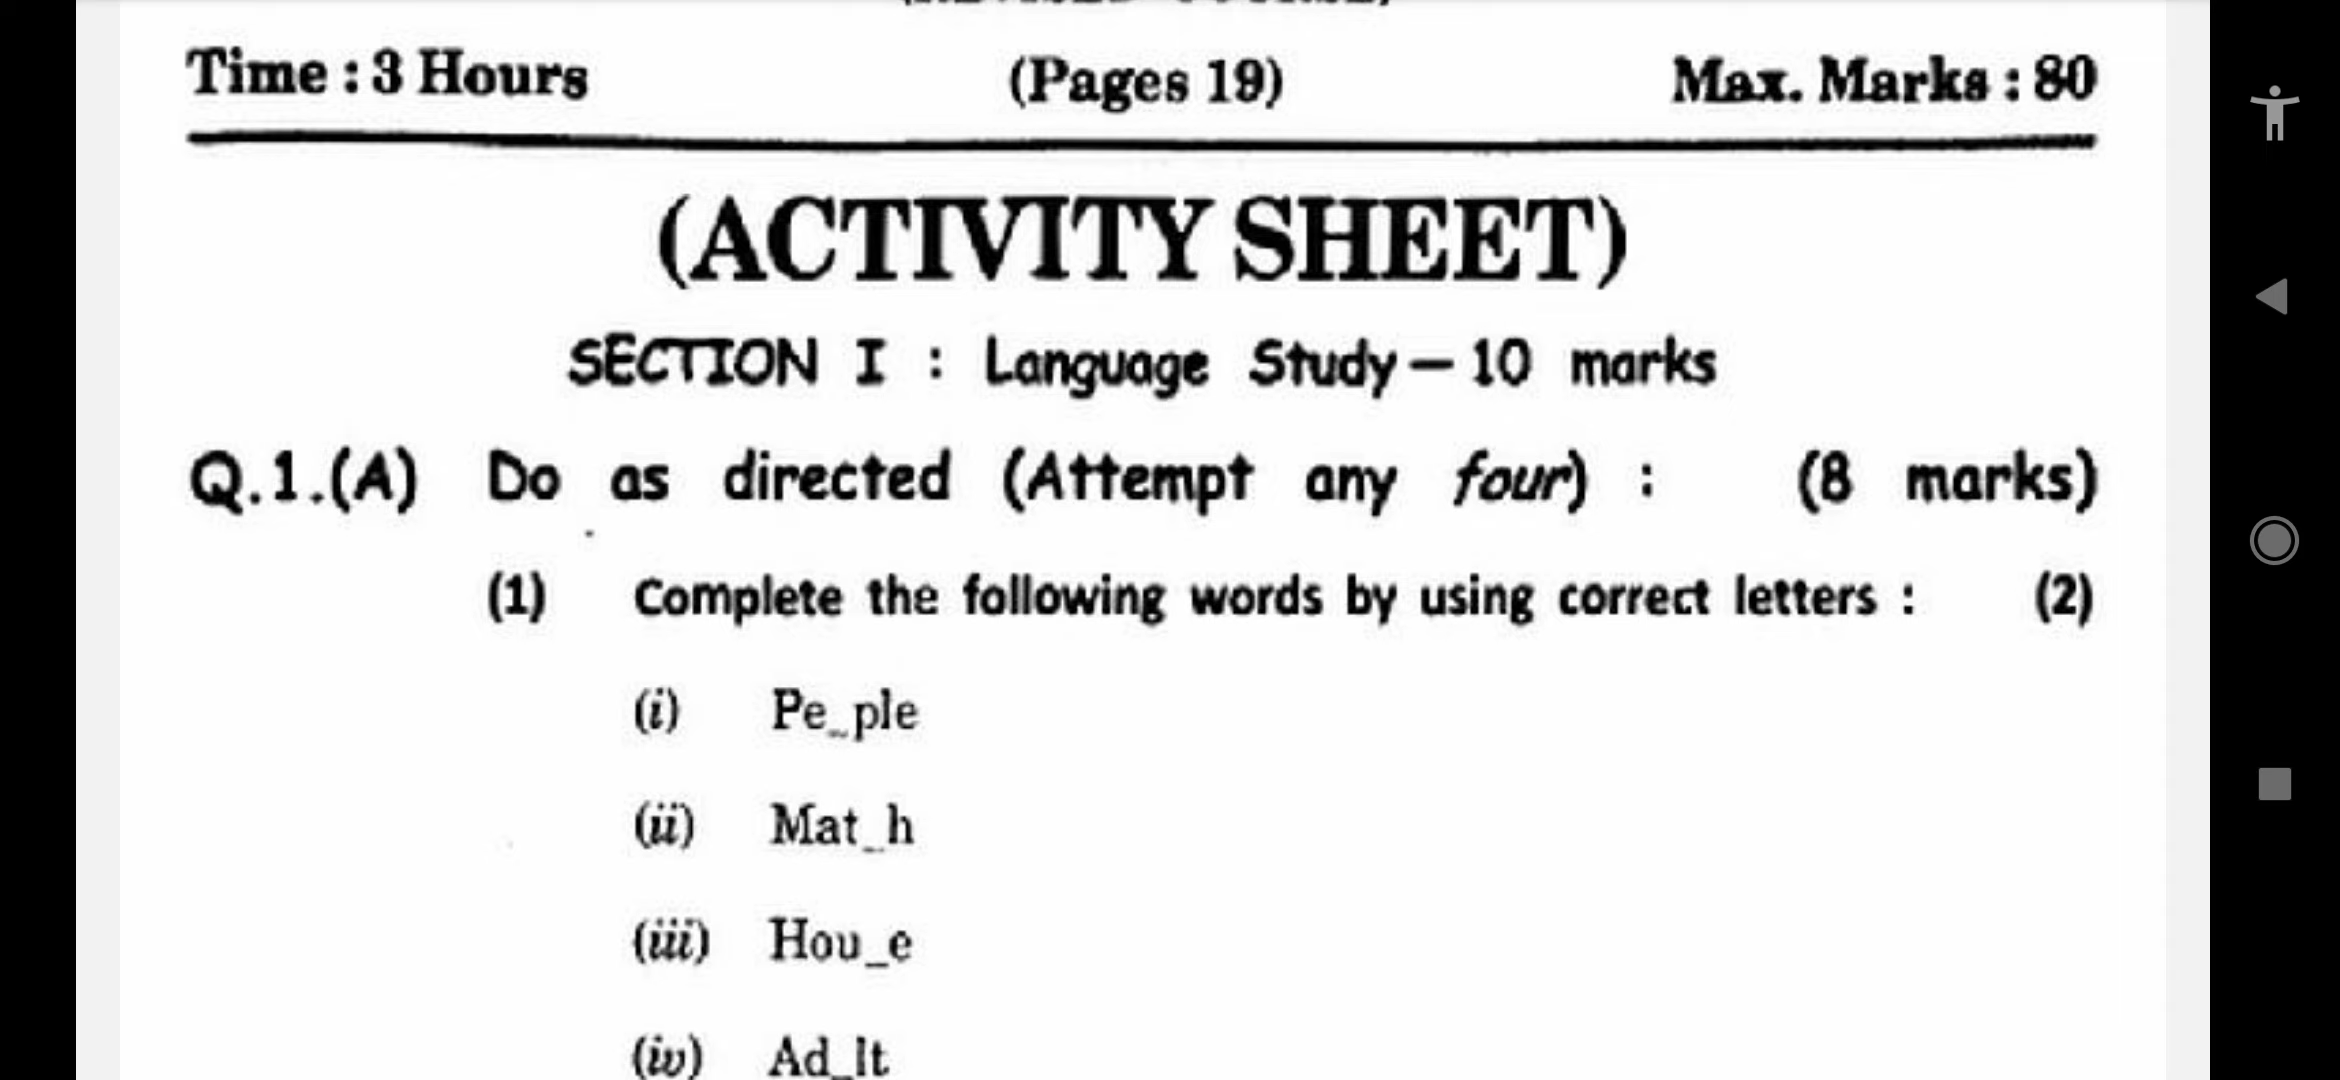 Time : 3 Hours (Pages 19) Max. Marks : 80
(ACTIVITY SHEET)
SECTION I : Language Study – 10 marks
Q.1.(A) Do as directed (Attempt any four) : (8 marks)
(1) Complete the following words by using correct letters : (2)
(i) Pe_ple
(ii) Mat_h
(iii) Hou_e
(iv) Ad_lt